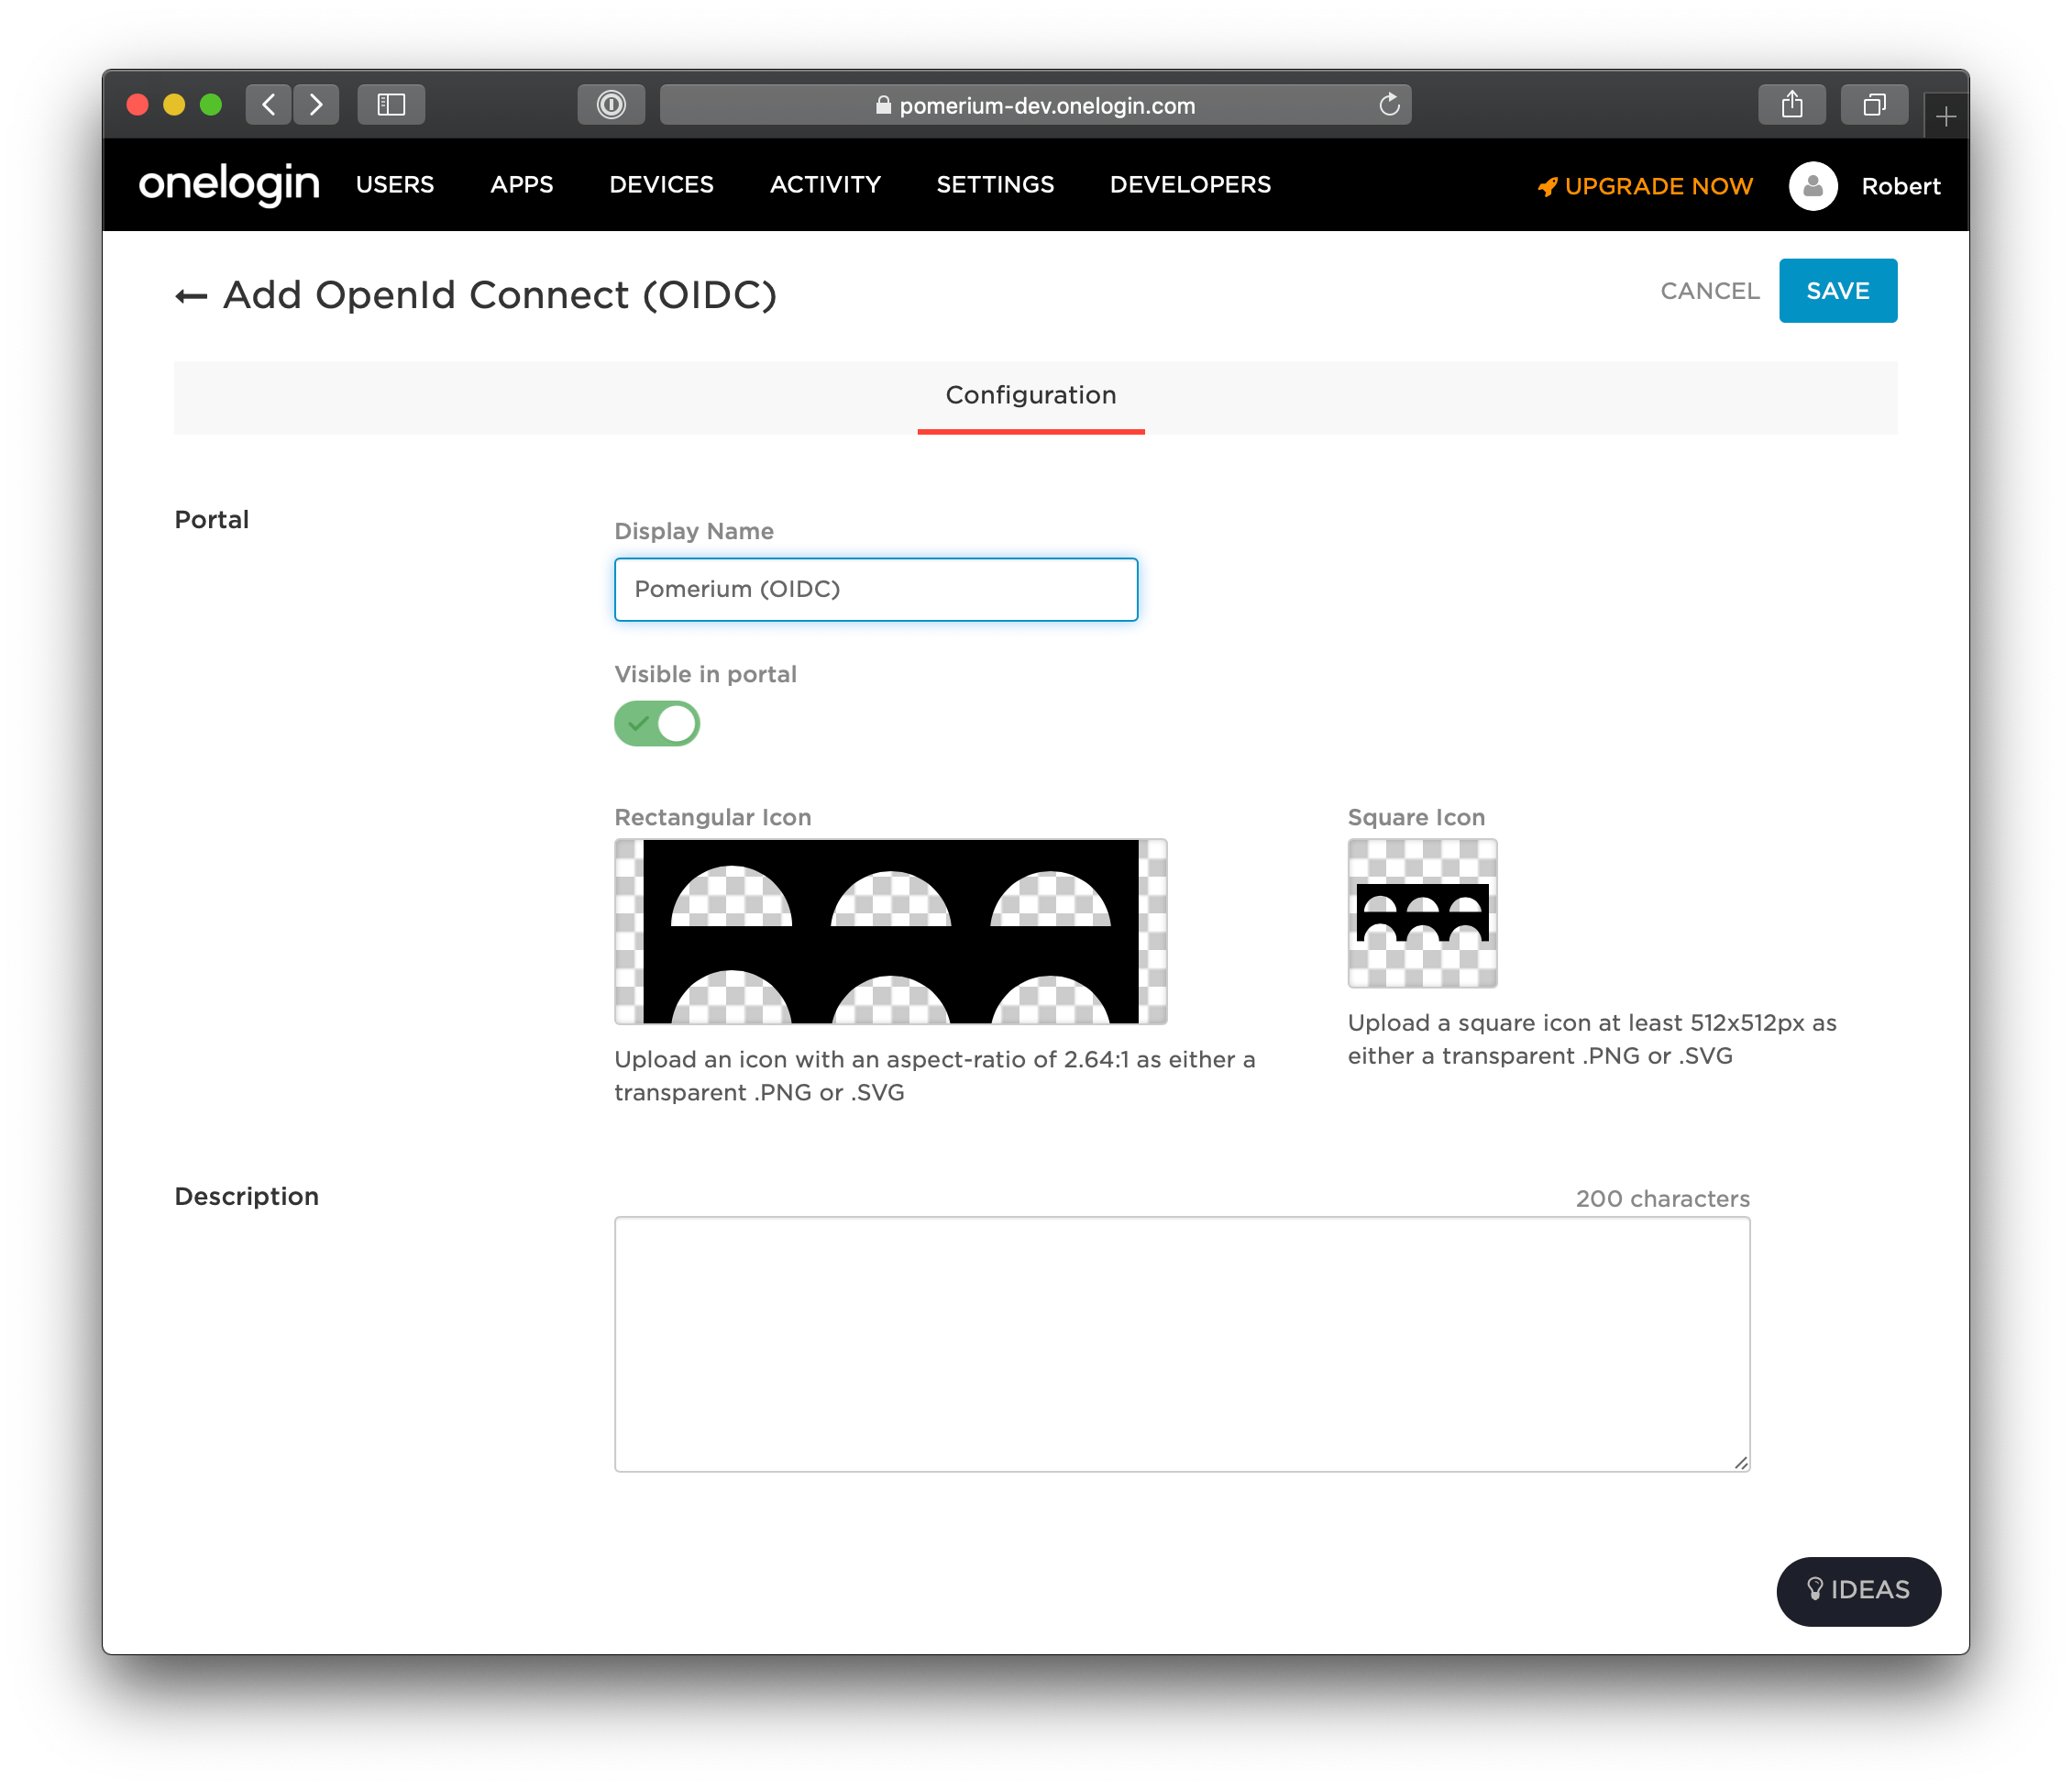 pomerium-dev.onelogin.com
onelogin USERS APPS DEVICES ACTIVITY SETTINGS DEVELOPERS UPGRADE NOW Robert
Add OpenId Connect (OIDC)
CANCEL SAVE
Configuration
Portal
Display Name
Pomerium (OIDC)
Visible in portal
Rectangular Icon
Upload an icon with an aspect-ratio of 2.64:1 as either a
transparent .PNG or .SVG
Square Icon
Upload a square icon at least 512x512px as
either a transparent .PNG or .SVG
Description
200 characters
IDEAS